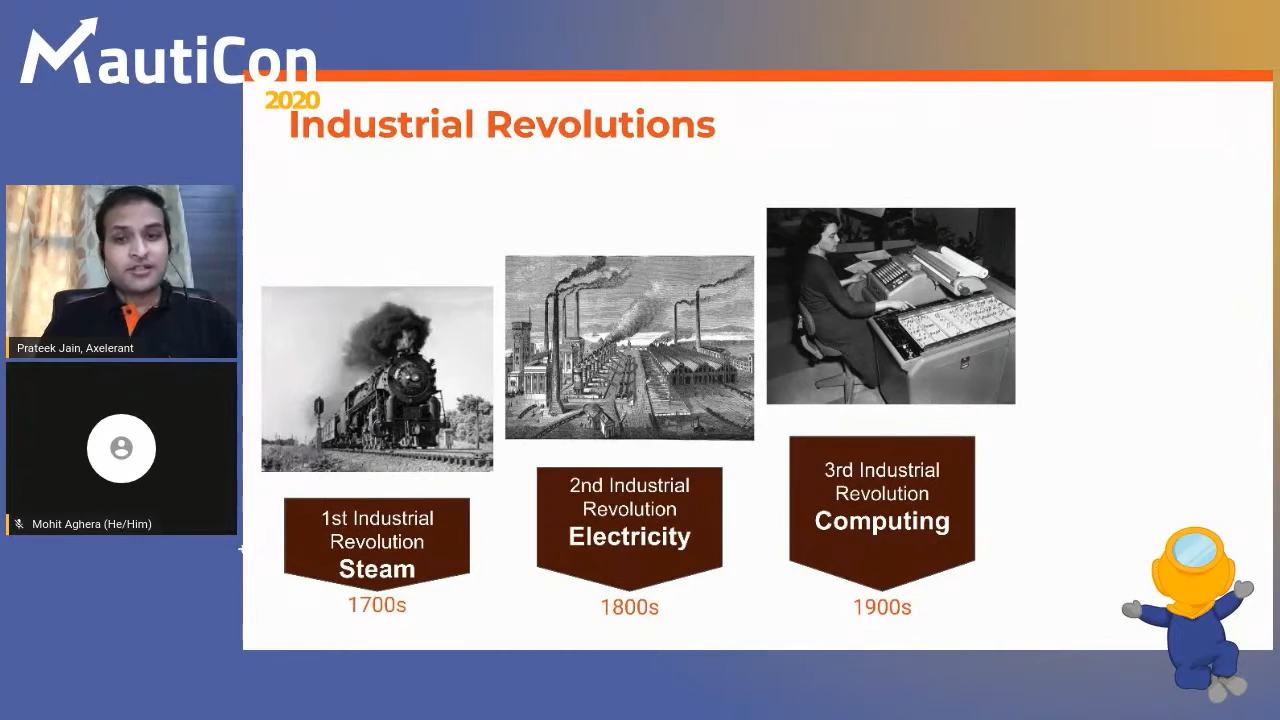 MautiCon
2020
Industrial Revolutions
Prateek Jain, Axelerant
Mohit Aghera (He/Him)
1st Industrial
Revolution
Steam
1700s
2nd Industrial
Revolution
Electricity
1800s
3rd Industrial
Revolution
Computing
1900s